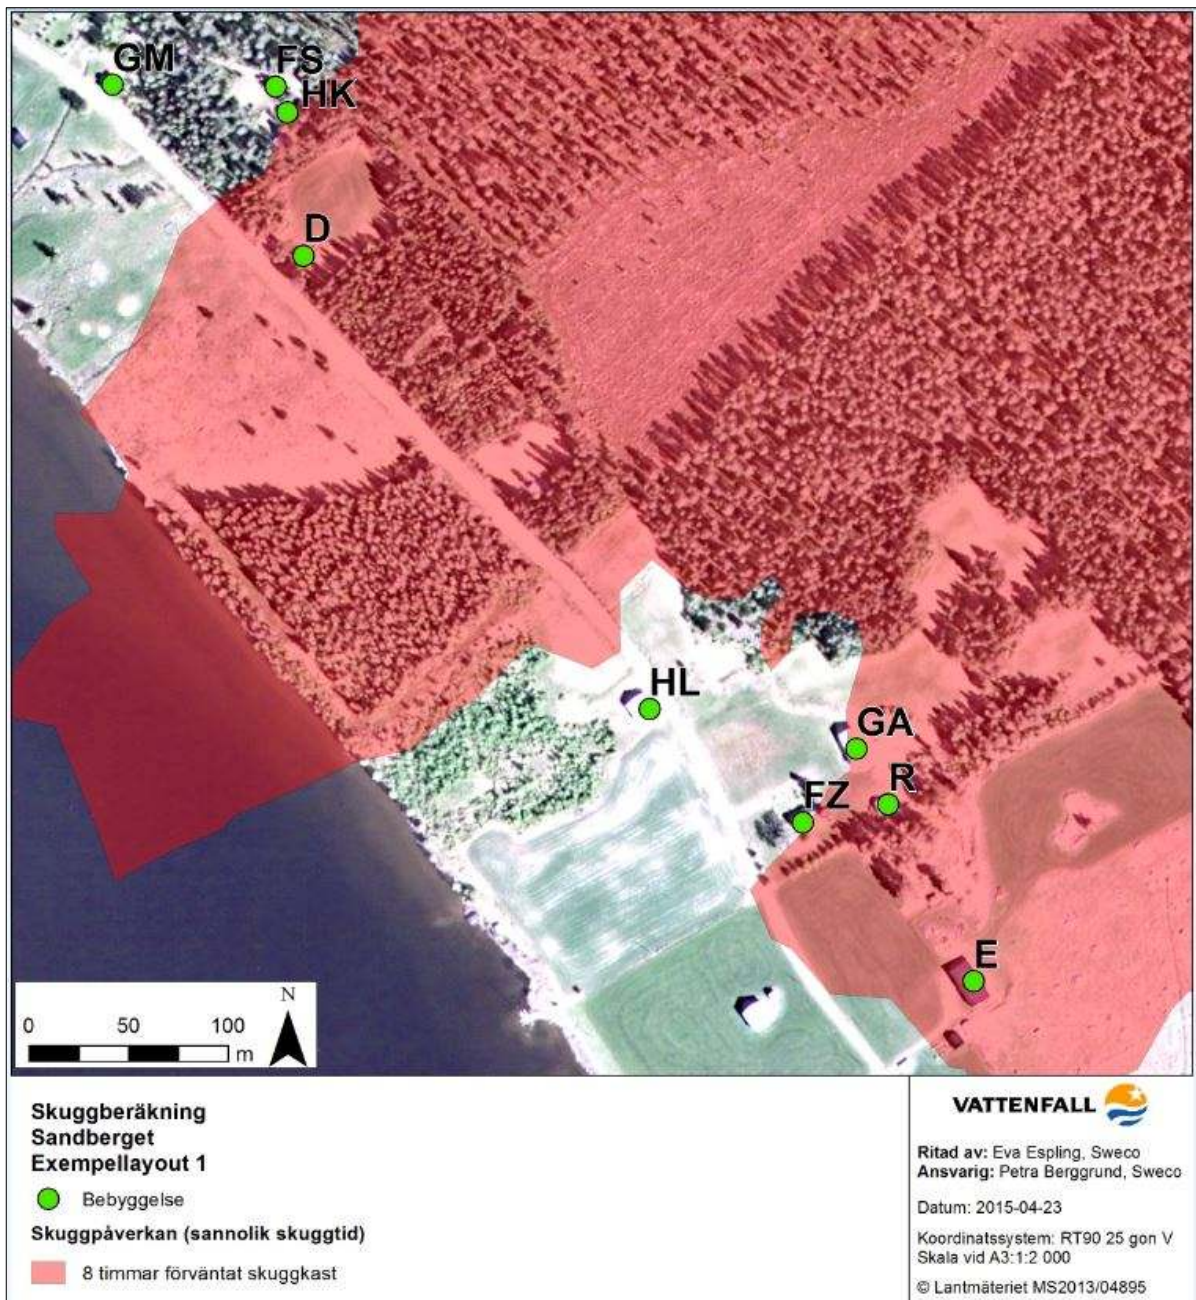 GM
FS
HK
D
HL
GA
R
FZ
E
N
0 50 100
m
Skuggberäkning
Sandberget
Exempellayout 1
Bebyggelse
Skuggpåverkan (sannolik skuggtid)
8 timmar förväntat skuggkast
VATTENFALL
Ritad av: Eva Espling, Sweco
Ansvarig: Petra Berggrund, Sweco
Datum: 2015-04-23
Koordinatssystem: RT90 25 gon V
Skala vid A3:1:2 000
© Lantmäteriet MS2013/04895